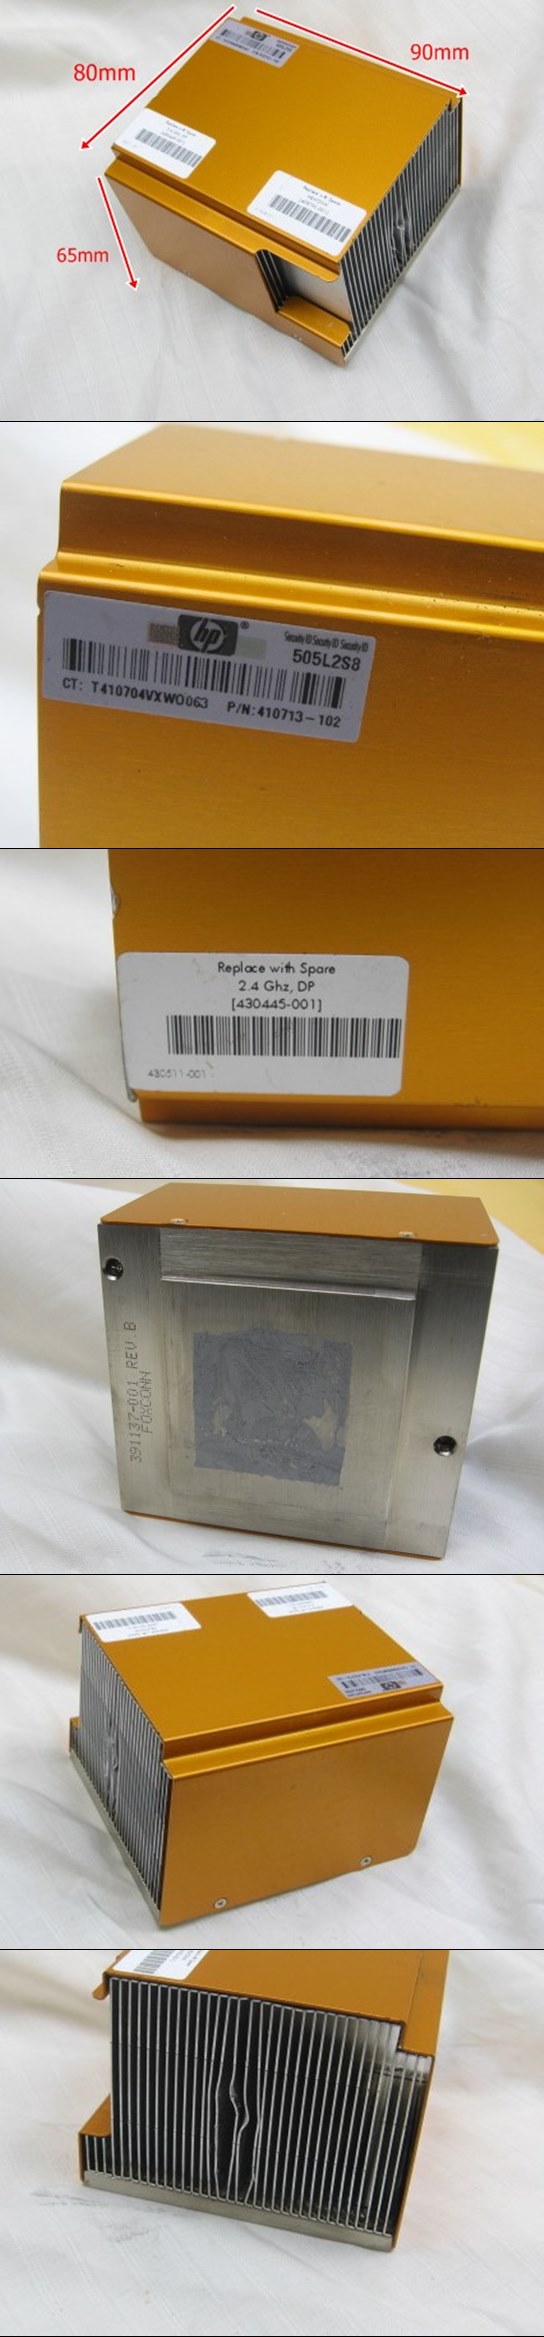 90mm
80mm
65mm
hp®
Security ID Security ID Security ID
505L2S8
CT: T410704VXWO063 P/N:410713-102
Replace with Spare
2.4 Ghz, DP
[430445-001]
430511-001
391137-001 REV.B
FOXCONN